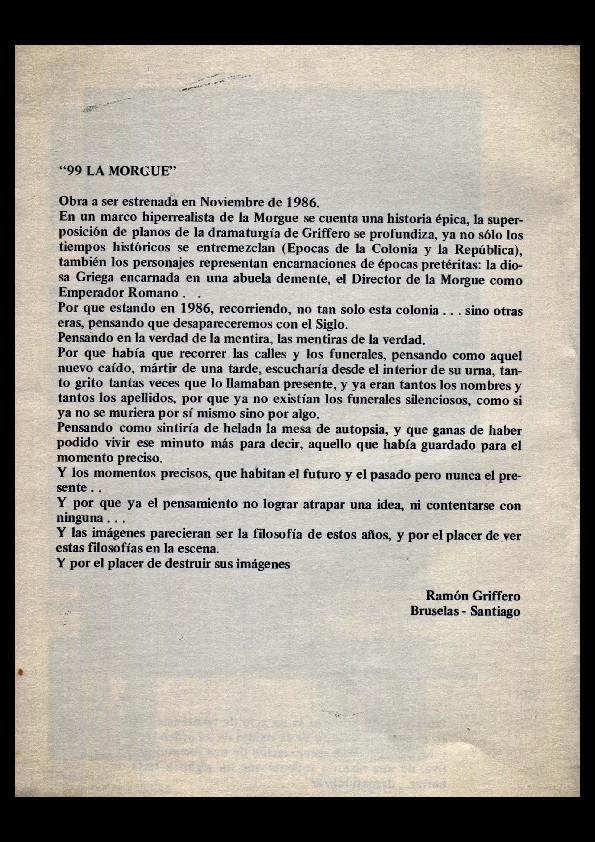 “99 LA MORGUE”
Obra a ser estrenada en Noviembre de 1986.
En un marco hiperrealista de la Morgue se cuenta una historia épica, la super-
posición de planos de la dramaturgía de Griffero se profundiza, ya no sólo los
tiempos históricos se entremezclan (Epocas de la Colonia y la República),
también los personajes representan encarnaciones de épocas pretéritas: la dio-
sa Griega encarnada en una abuela demente, el Director de la Morgue como
Emperador Romano . .
Por que estando en 1986, recorriendo, no tan solo esta colonia . . . sino otras
eras, pensando que desapareceremos con el Siglo.
Pensando en la verdad de la mentira, las mentiras de la verdad.
Por que había que recorrer las calles y los funerales, pensando como aquel
nuevo caído, mártir de una tarde, escucharía desde el interior de su urna, tan-
to grito tantas veces que lo llamaban presente, y ya eran tantos los nombres y
tantos los apellidos, por que ya no existían los funerales silenciosos, como si
ya no se muriera por sí mismo sino por algo.
Pensando como sintiría de helada la mesa de autopsia, y que ganas de haber
podido vivir ese minuto más para decir, aquello que había guardado para el
momento preciso.
Y los momentos precisos, que habitan el futuro y el pasado pero nunca el pre-
sente . .
Y por que ya el pensamiento no lograr atrapar una idea, ni contentarse con
ninguna . . .
Y las imágenes parecieran ser la filosofía de estos años, y por el placer de ver
estas filosofías en la escena.
Y por el placer de destruir sus imágenes
Ramón Griffero
Bruselas - Santiago